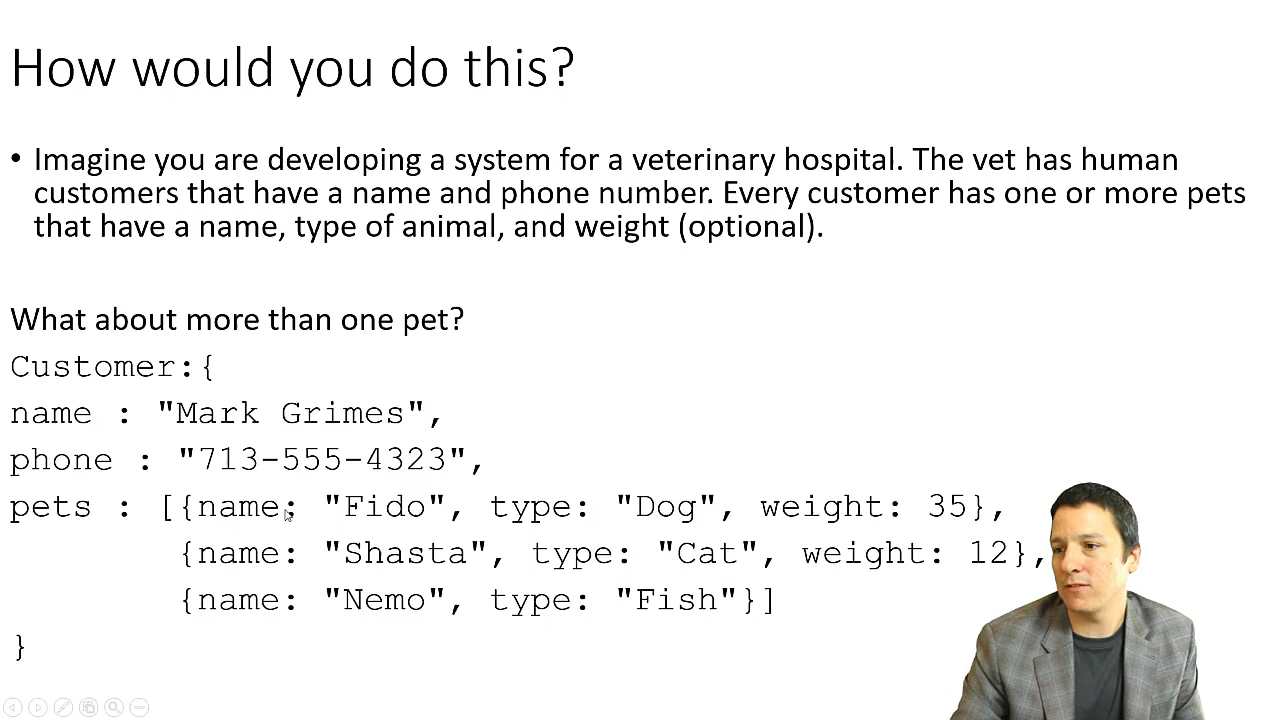 How would you do this?
• Imagine you are developing a system for a veterinary hospital. The vet has human
customers that have a name and phone number. Every customer has one or more pets
that have a name, type of animal, and weight (optional).
What about more than one pet?
Customer:{
name : "Mark Grimes",
phone : "713-555-4323",
pets : [{name: "Fido", type: "Dog", weight: 35},
{name: "Shasta", type: "Cat", weight: 12},
{name: "Nemo", type: "Fish"}]
}